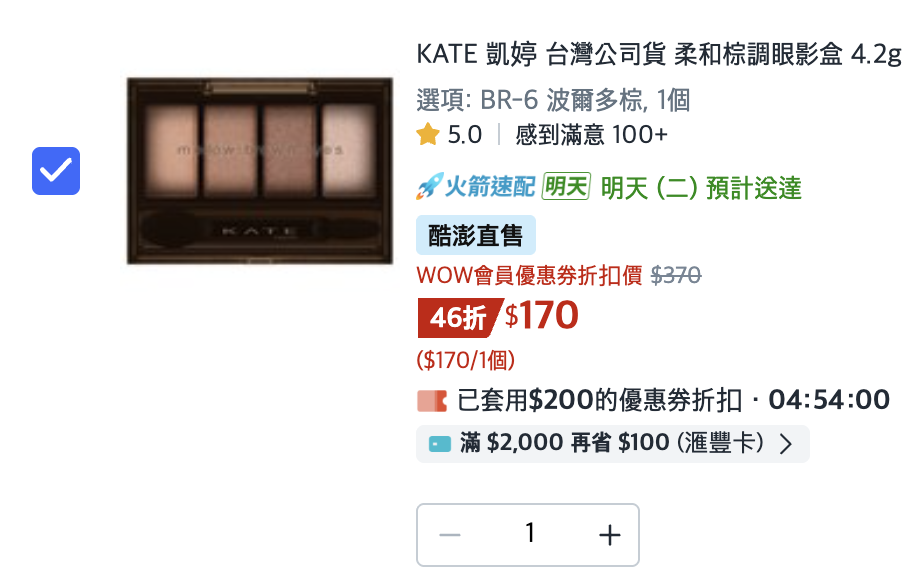 KATE 凱婷 台灣公司貨 柔和棕調眼影盒 4.2g
選項: BR-6 波爾多棕, 1個
5.0 | 感到滿意 100+
火箭速配 明天 明天 (二) 預計送達
酷澎直售
WOW會員優惠券折扣價 $370
46折 $170
($170/1個)
已套用$200的優惠券折扣 · 04:54:00
滿 $2,000 再省 $100 (滙豐卡)
1
KATE